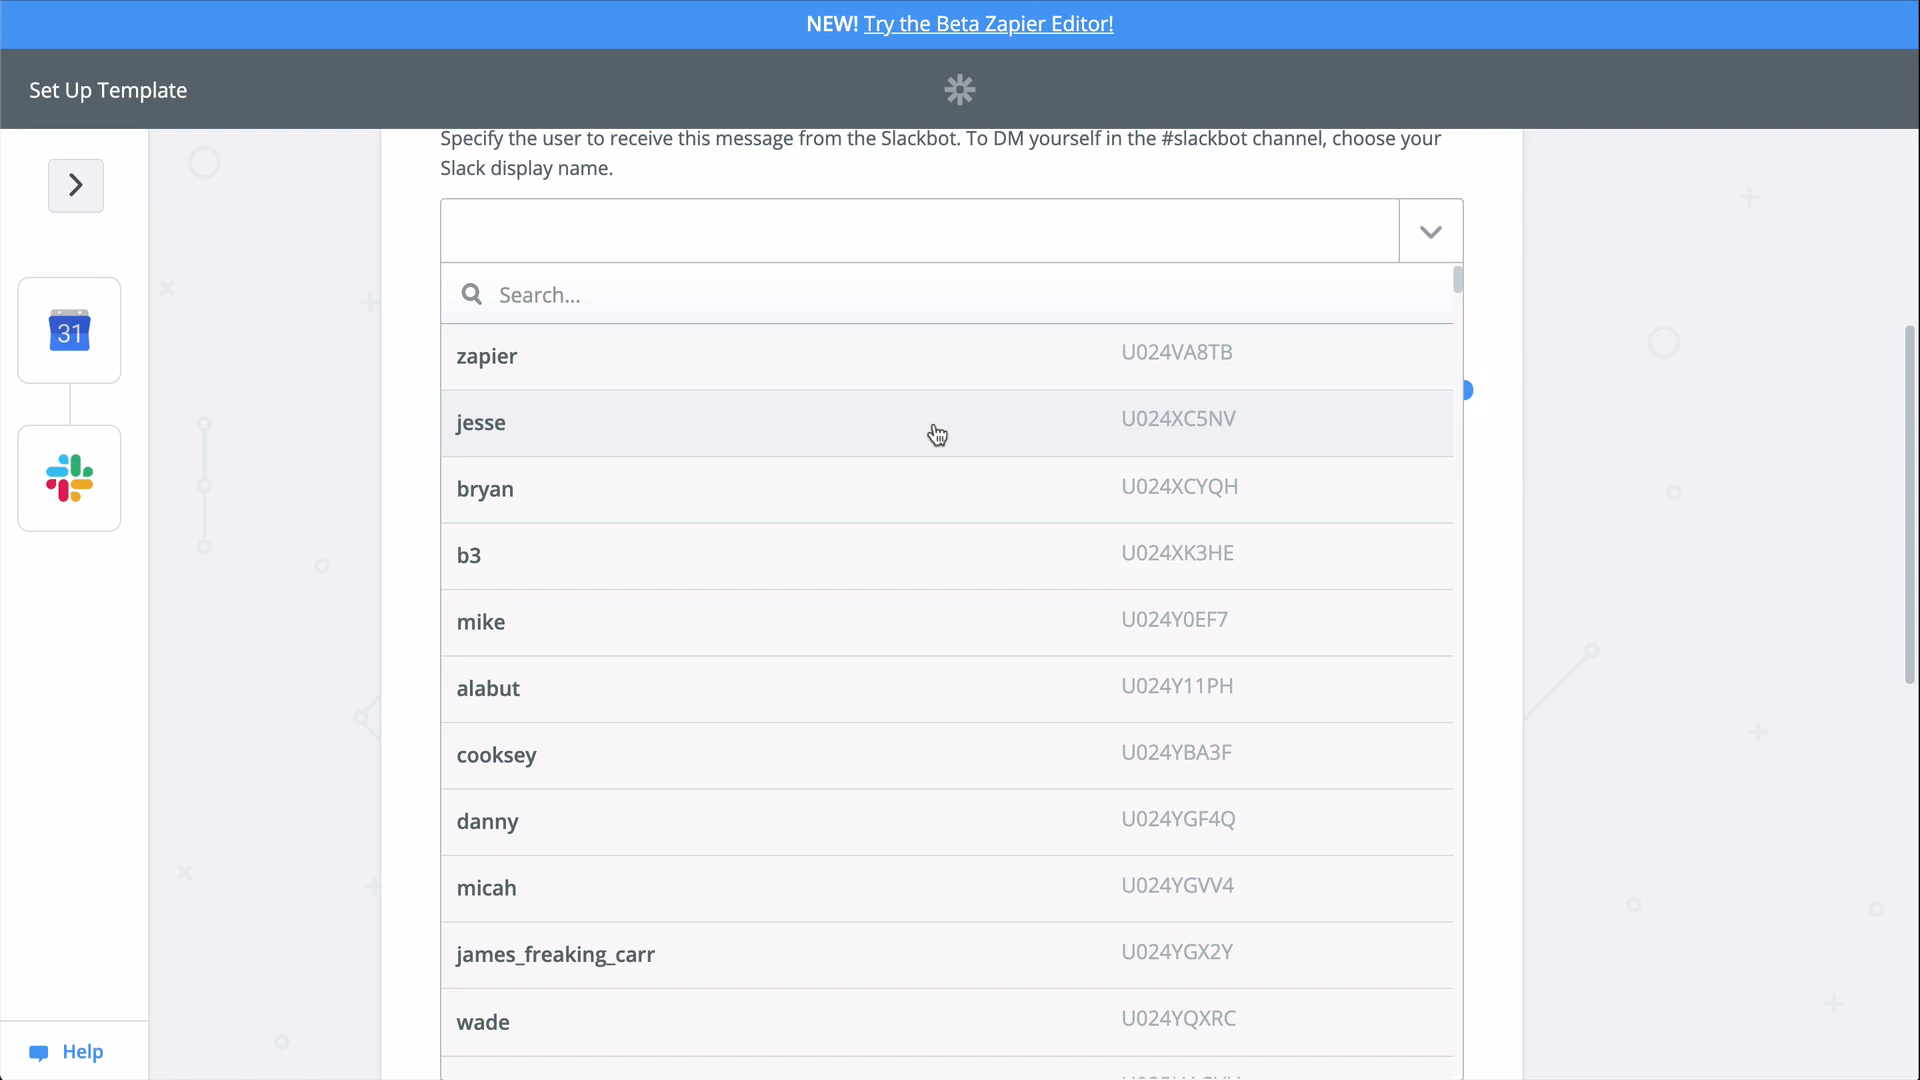 NEW! Try the Beta Zapier Editor!
Set Up Template
Specify the user to receive this message from the Slackbot. To DM yourself in the #slackbot channel, choose your
Slack display name.
31
Search...
zapier U024VA8TB
jesse U024XC5NV
bryan U024XCYQH
b3 U024XK3HE
mike U024Y0EF7
alabut U024Y11PH
cooksey U024YBA3F
danny U024YGF4Q
micah U024YGVV4
james_freaking_carr U024YGX2Y
wade U024YQXRC
Help